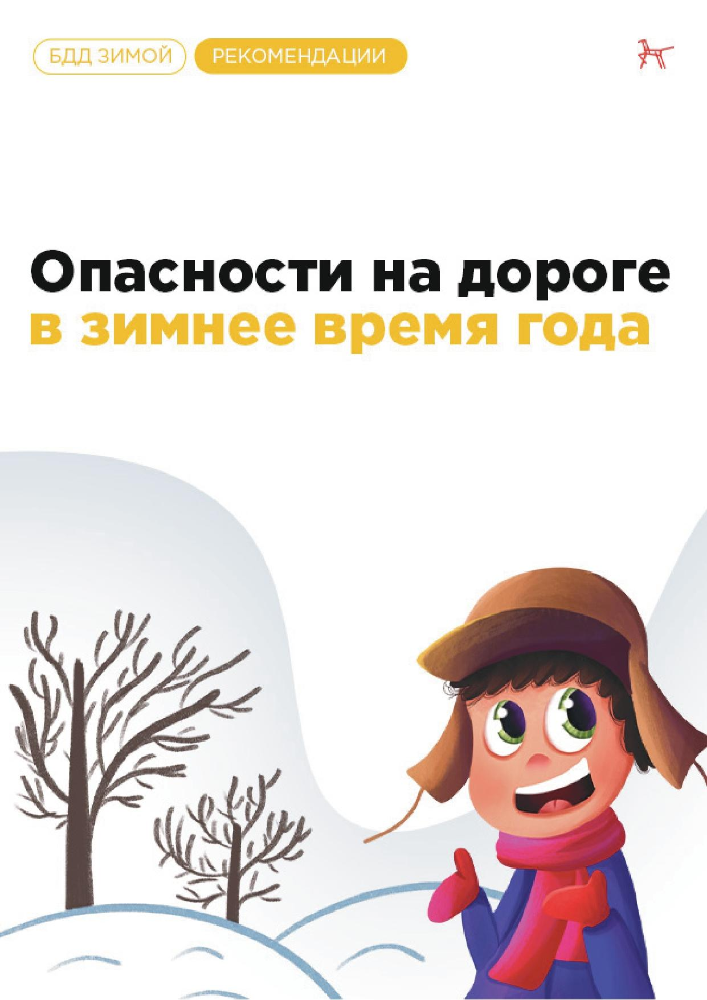 БДД ЗИМОЙ РЕКОМЕНДАЦИИ
Опасности на дороге
в зимнее время года